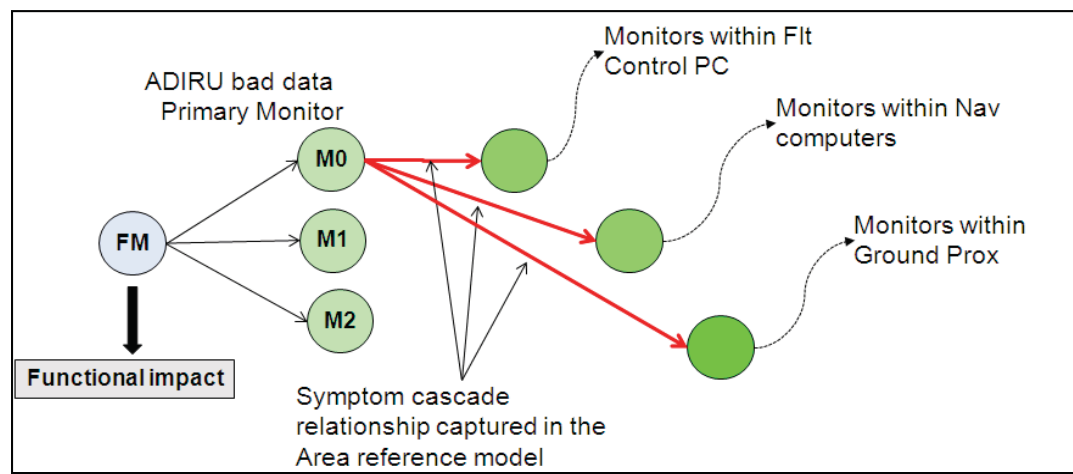 Monitors within Flt
Control PC
ADIRU bad data
Primary Monitor
Monitors within Nav
computers
M0
Monitors within
Ground Prox
FM
M1
M2
Functional impact
Symptom cascade
relationship captured in the
Area reference model